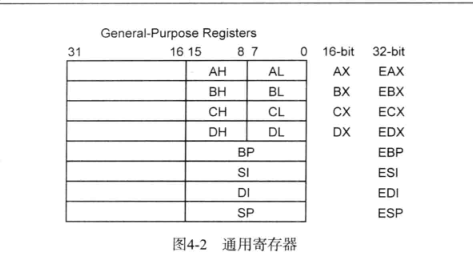 General-Purpose Registers
31 16 15 8 7 0 16-bit 32-bit
AH AL AX EAX
BH BL BX EBX
CH CL CX ECX
DH DL DX EDX
BP EBP
SI ESI
DI EDI
SP ESP
图4-2 通用寄存器